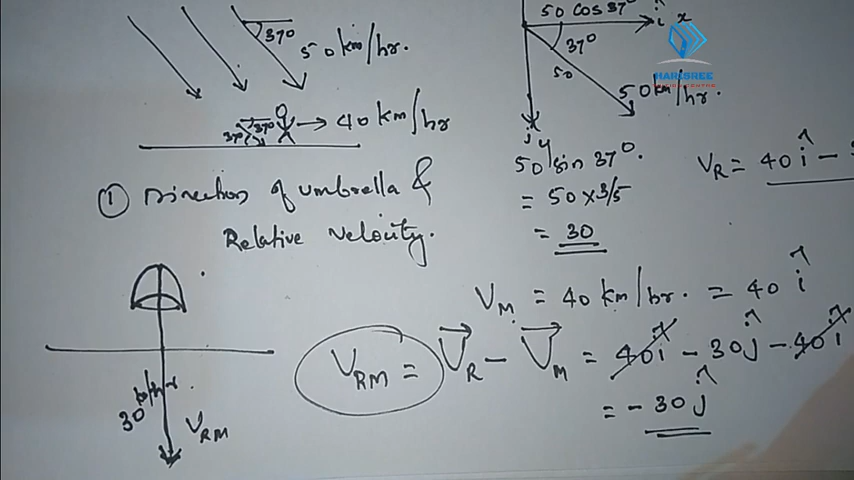 37° 50 km/hr.
37° 37° → 40 km/hr
① Direction of umbrella &
Relative velocity.
30 km/hr.
V_RM
50 cos 37° î x
37°
50
50 km/hr.
HARISREE
y
50 sin 37°.
= 50 × 3/5
= 30
V_R = 40 î –
V_M = 40 km/hr. = 40 î
V_RM = V_R – V_M = 40 î – 30 ĵ – 40 î
= – 30 ĵ